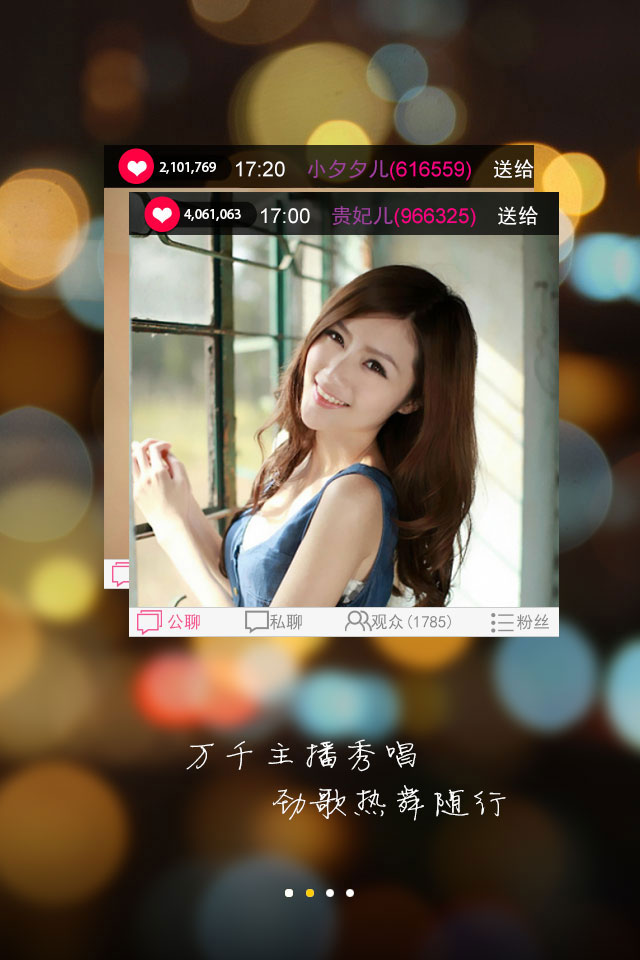 2,101,769 17:20 小夕夕儿(616559) 送给
4,061,063 17:00 贵妃儿(966325) 送给
公聊 私聊 观众(1785) 粉丝
万千主播秀唱
劲歌热舞随行